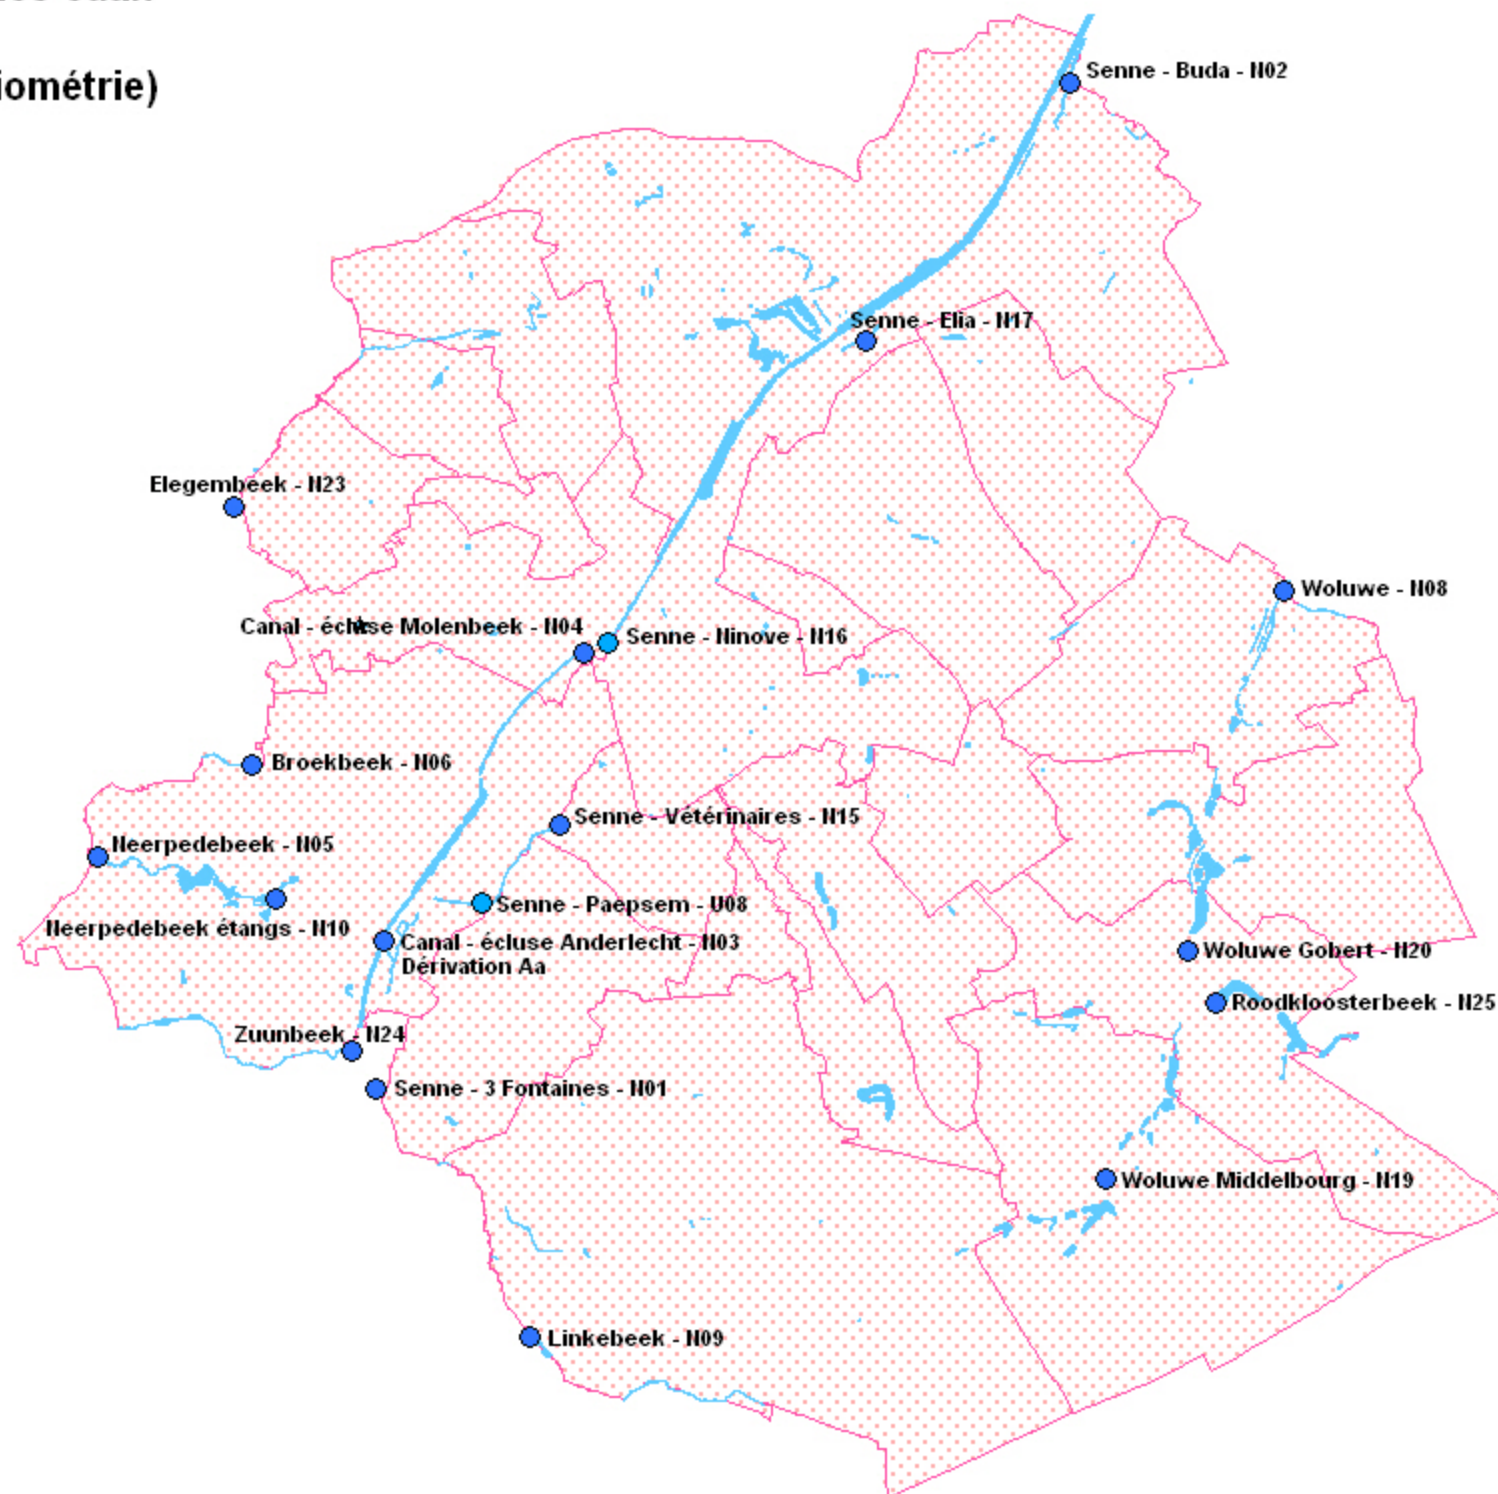 iométrie)
Senne - Buda - N02
Senne - Elia - N17
Elegembeek - N23
Woluwe - N08
Canal - écluse Molenbeek - N04
Senne - Ninove - N16
Broekbeek - N06
Senne - Vétérinaires - N15
Neerpedebeek - N05
Senne - Paepsem - U08
Neerpedebeek étangs - N10
Canal - écluse Anderlecht - N03
Dérivation Aa
Woluwe Gobert - N20
Roodkloosterbeek - N25
Zuunbeek - N24
Senne - 3 Fontaines - N01
Woluwe Middelbourg - N19
Linkebeek - N09